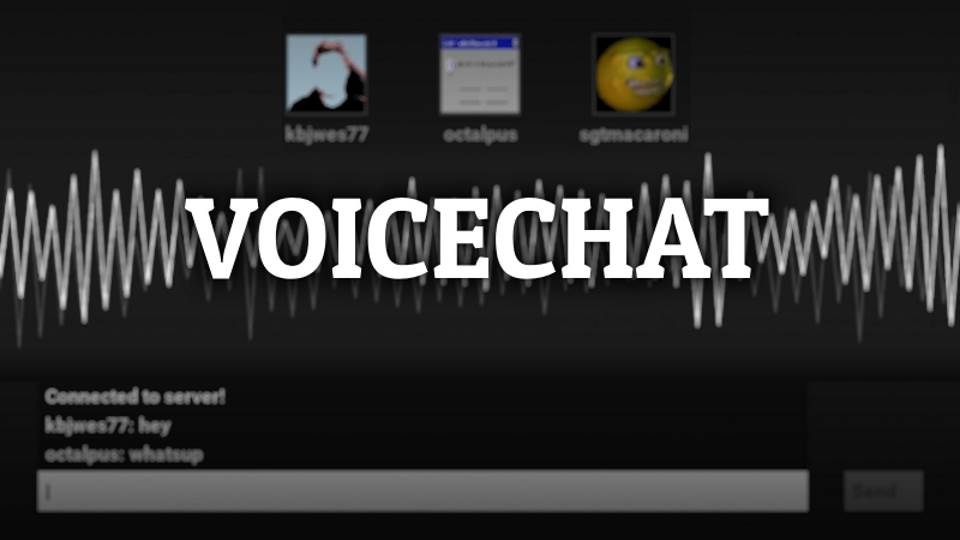 kbjwes77 octalpus sgtmacaroni
VOICECHAT
Connected to server!
kbjwes77: hey
octalpus: whatsup
Send